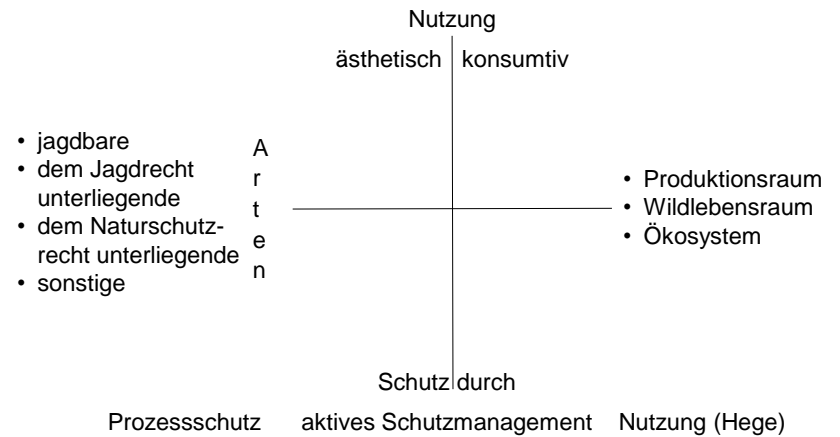 Nutzung
ästhetisch konsumtiv
• jagdbare
• dem Jagdrecht
unterliegende
• dem Naturschutz-
recht unterliegende
• sonstige
A
r
t
e
n
• Produktionsraum
• Wildlebensraum
• Ökosystem
Schutz durch
Prozessschutz aktives Schutzmanagement Nutzung (Hege)